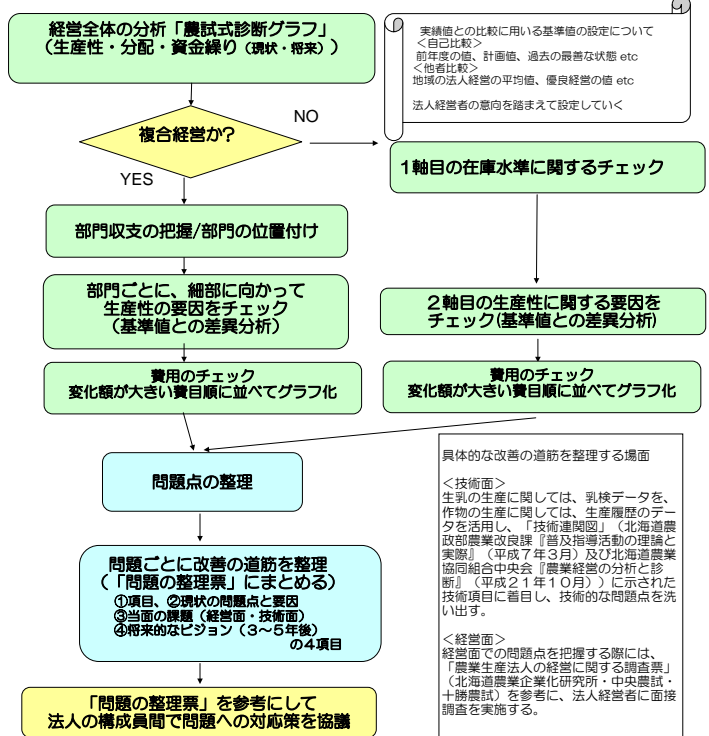 経営全体の分析「農試式診断グラフ」
(生産性・分配・資金繰り(現状・将来))
実績値との比較に用いる基準値の設定について
<自己比較>
前年度の値、計画値、過去の最善な状態 etc
<他者比較>
地域の法人経営の平均値、優良経営の値 etc
法人経営者の意向を踏まえて設定していく
複合経営か?
NO
YES
1軸目の在庫水準に関するチェック
部門収支の把握/部門の位置付け
部門ごとに、細部に向かって
生産性の要因をチェック
(基準値との差異分析)
2軸目の生産性に関する要因を
チェック(基準値との差異分析)
費用のチェック
変化額が大きい費目順に並べてグラフ化
費用のチェック
変化額が大きい費目順に並べてグラフ化
問題点の整理
問題ごとに改善の道筋を整理
(「問題の整理票」にまとめる)
①項目、②現状の問題点と要因
③当面の課題(経営面・技術面)
④将来的なビジョン(3~5年後)
の4項目
「問題の整理票」を参考にして
法人の構成員間で問題への対応策を協議
具体的な改善の道筋を整理する場面
<技術面>
生乳の生産に関しては、乳検データを、
作物の生産に関しては、生産履歴のデー
タを活用し、「技術連関図」(北海道農
政部農業改良課『普及指導活動の理論と
実際』(平成7年3月)及び北海道農業
協同組合中央会『農業経営の分析と診
断』(平成21年10月))に示された
技術項目に着目し、技術的な問題点を洗
い出す。
<経営面>
経営面での問題点を把握する際には、
「農業生産法人の経営に関する調査票」
(北海道農業企業化研究所・中央農試・
十勝農試)を参考に、法人経営者に面接
調査を実施する。